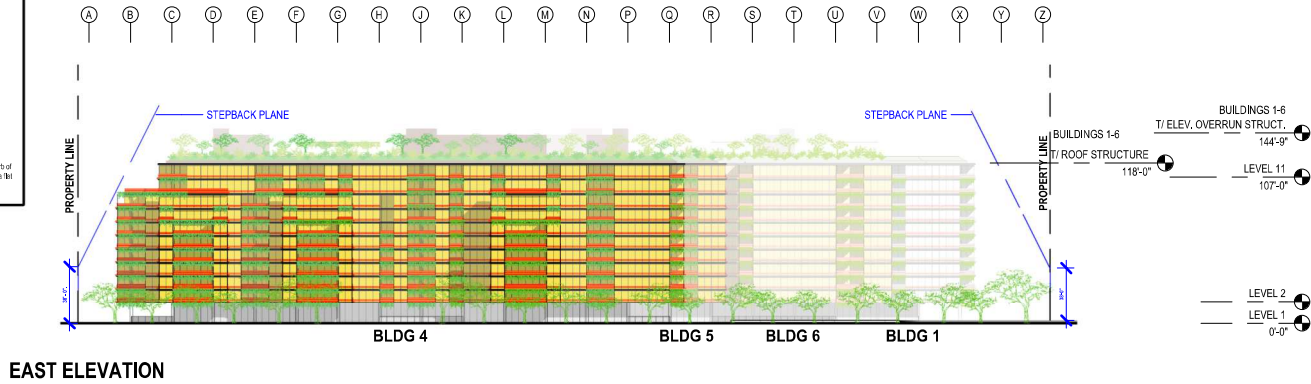 A B C D E F G H I J K L M N P Q R S T U V W X Y Z
STEPBACK PLANE
STEPBACK PLANE
PROPERTY LINE
PROPERTY LINE
BUILDINGS 1-6
T/ ELEV. OVERRUN STRUCT.
144'-9"
BUILDINGS 1-6
T/ ROOF STRUCTURE
118'-0"
LEVEL 11
107'-0"
LEVEL 2
LEVEL 1
0'-0"
BLDG 4
BLDG 5
BLDG 6
BLDG 1
EAST ELEVATION